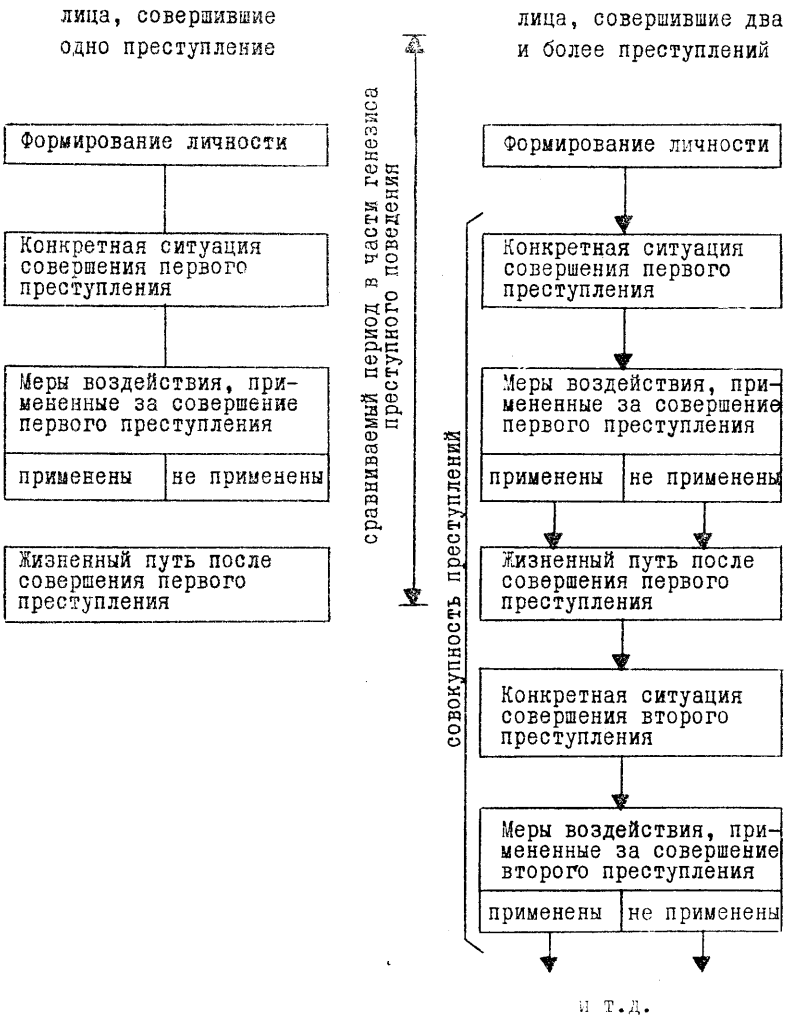 лица, совершившие
одно преступление
Формирование личности
Конкретная ситуация
совершения первого
преступления
Меры воздействия, при-
мененные за совершение
первого преступления
применены
не применены
Жизненный путь после
совершения первого
преступления
сравниваемый период в части генезиса
преступного поведения
лица, совершившие два
и более преступлений
Формирование личности
Конкретная ситуация
совершения первого
преступления
Меры воздействия, при-
мененные за совершение
первого преступления
применены
не применены
Жизненный путь после
совершения первого
преступления
Конкретная ситуация
совершения второго
преступления
Меры воздействия, при-
мененные за совершение
второго преступления
применены
не применены
совокупность преступлений
и т.д.